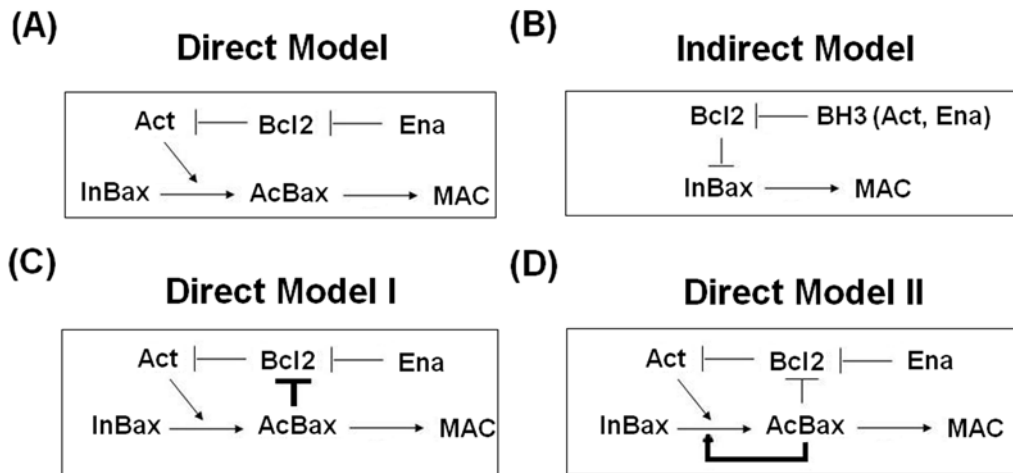 (A)
Direct Model
Act Bcl2 Ena
InBax AcBax MAC
(B)
Indirect Model
Bcl2 BH3 (Act, Ena)
InBax MAC
(C)
Direct Model I
Act Bcl2 Ena
InBax AcBax MAC
(D)
Direct Model II
Act Bcl2 Ena
InBax AcBax MAC